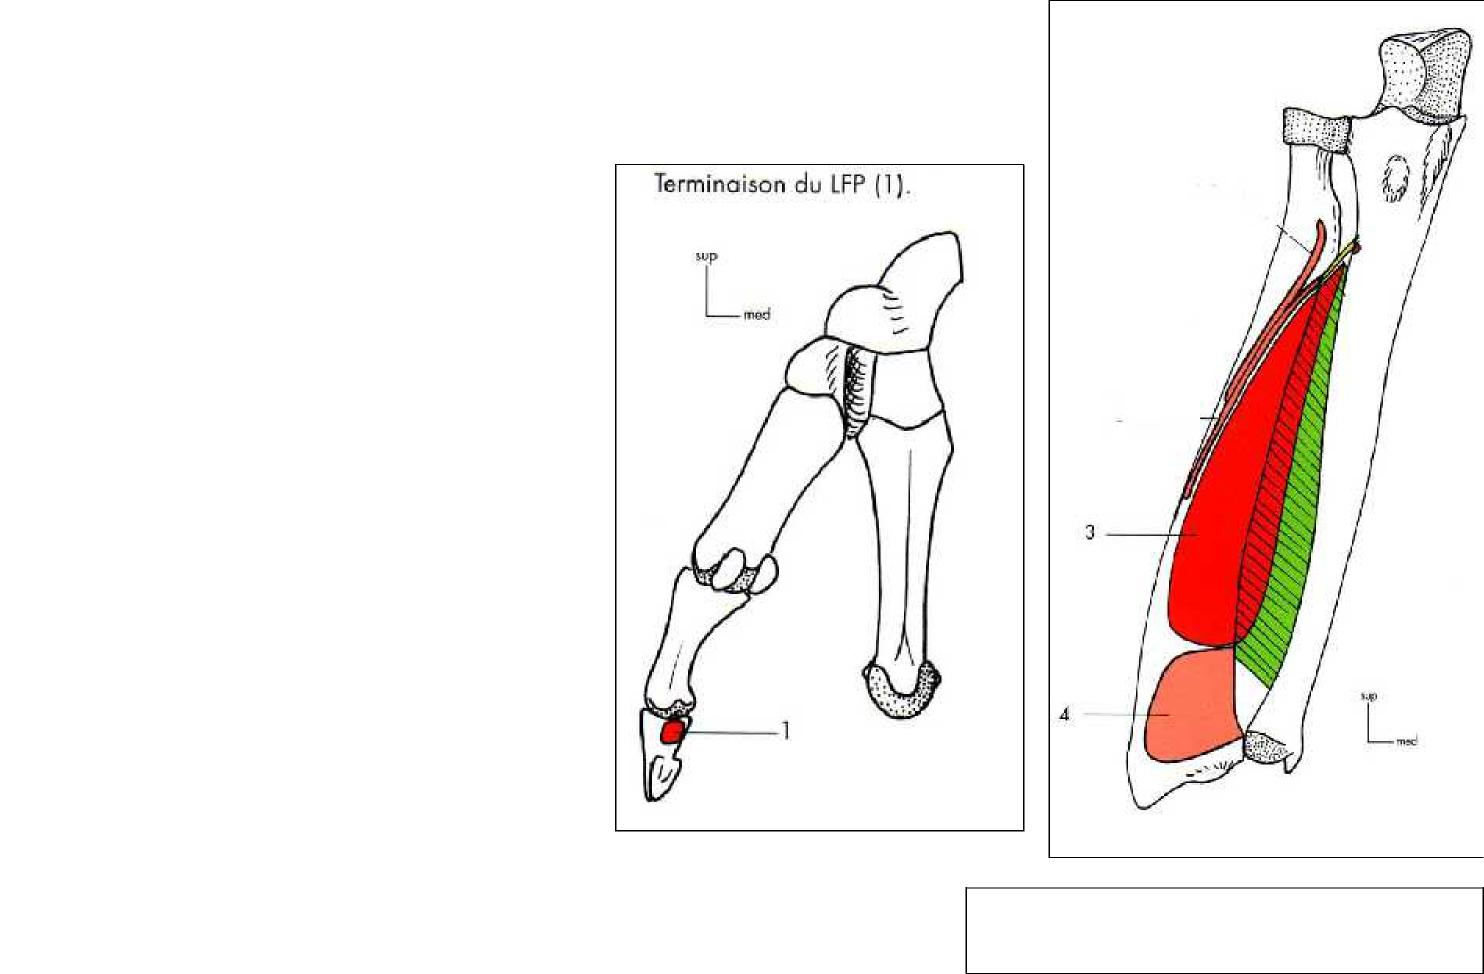 Terminaison du LFP (1).
sup
med
1
3
4
sup
med